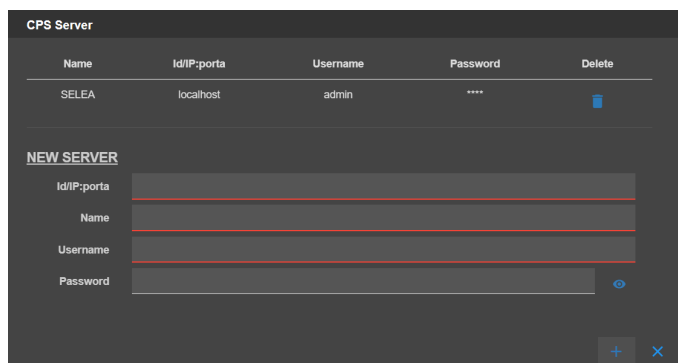 CPS Server
Name Id/IP:porta Username Password Delete
SELEA localhost admin ****
NEW SERVER
Id/IP:porta
Name
Username
Password